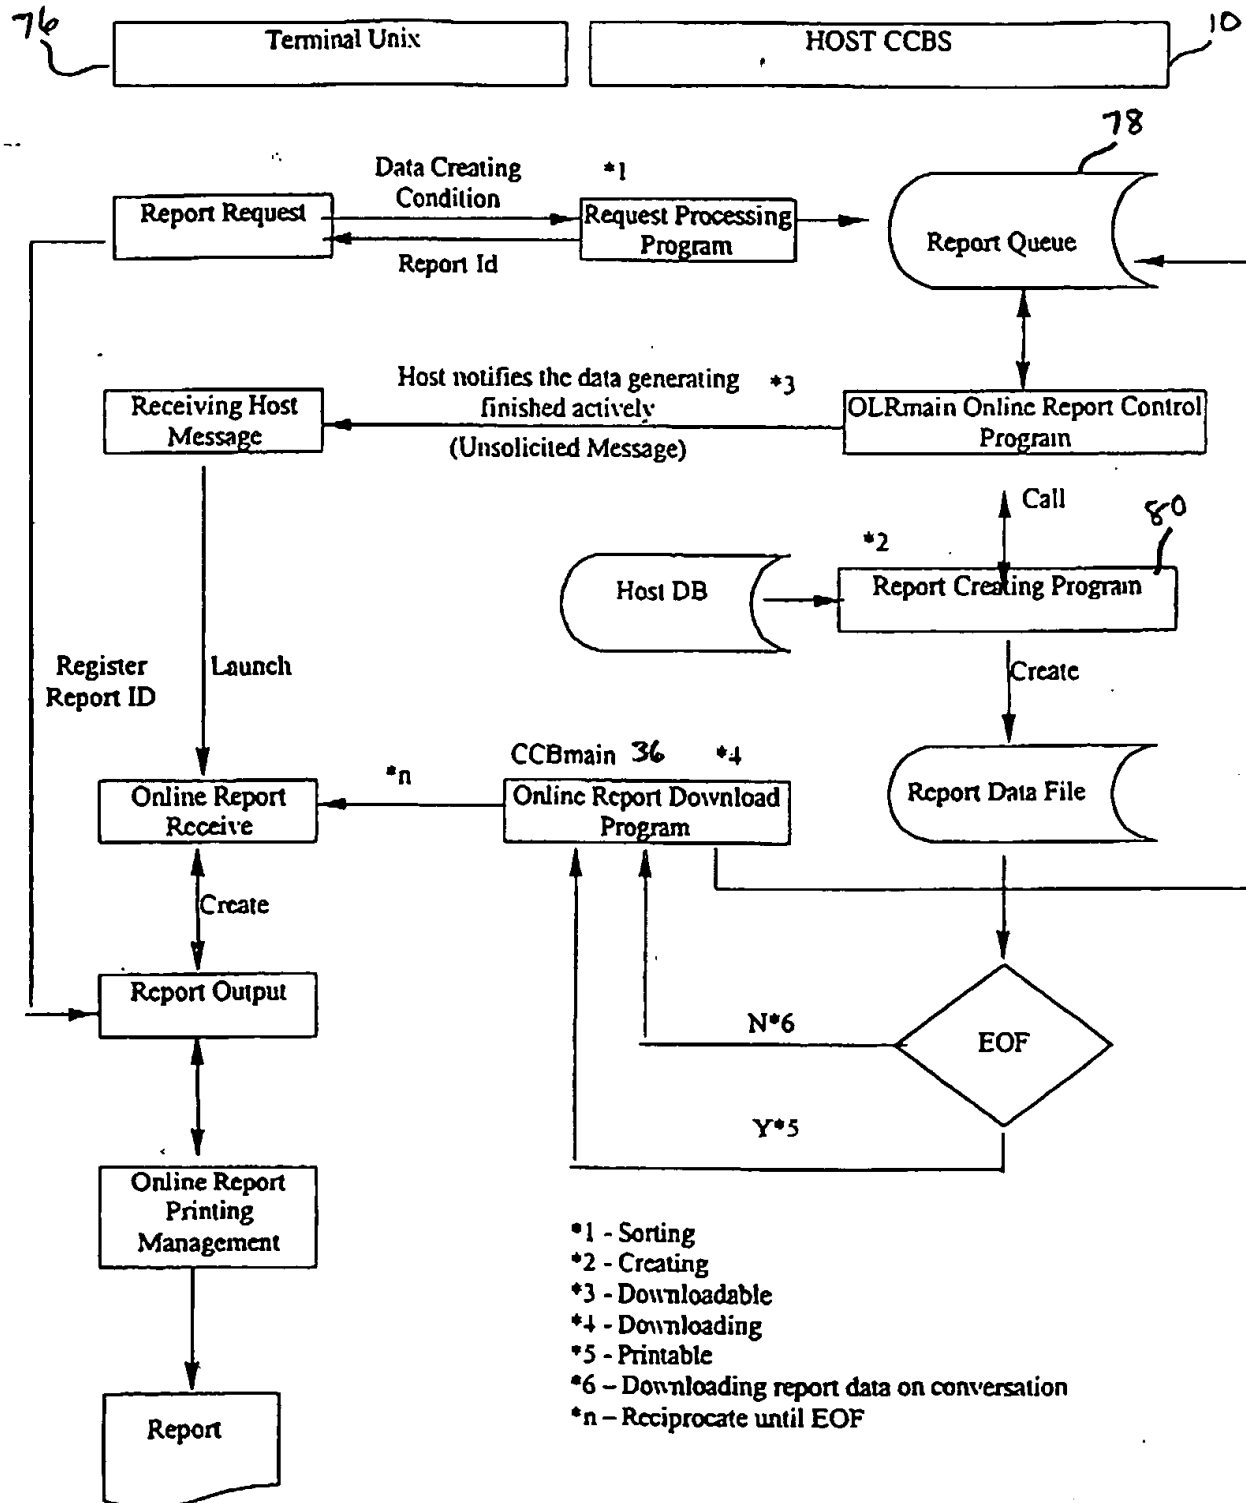 76
Terminal Unix
HOST CCBS
10
78
Data Creating
Condition
*1
Report Request
Request Processing
Program
Report Id
Report Queue
Host notifies the data generating
finished actively
*3
(Unsolicited Message)
Receiving Host
Message
OLRmain Online Report Control
Program
Call
80
*2
Host DB
Report Creating Program
Register
Report ID
Launch
Create
CCBmain 36 *4
*n
Online Report
Receive
Online Report Download
Program
Report Data File
Create
Report Output
N*6
EOF
Y*5
Online Report
Printing
Management
*1 - Sorting
*2 - Creating
*3 - Downloadable
*4 - Downloading
*5 - Printable
*6 – Downloading report data on conversation
*n – Reciprocate until EOF
Report